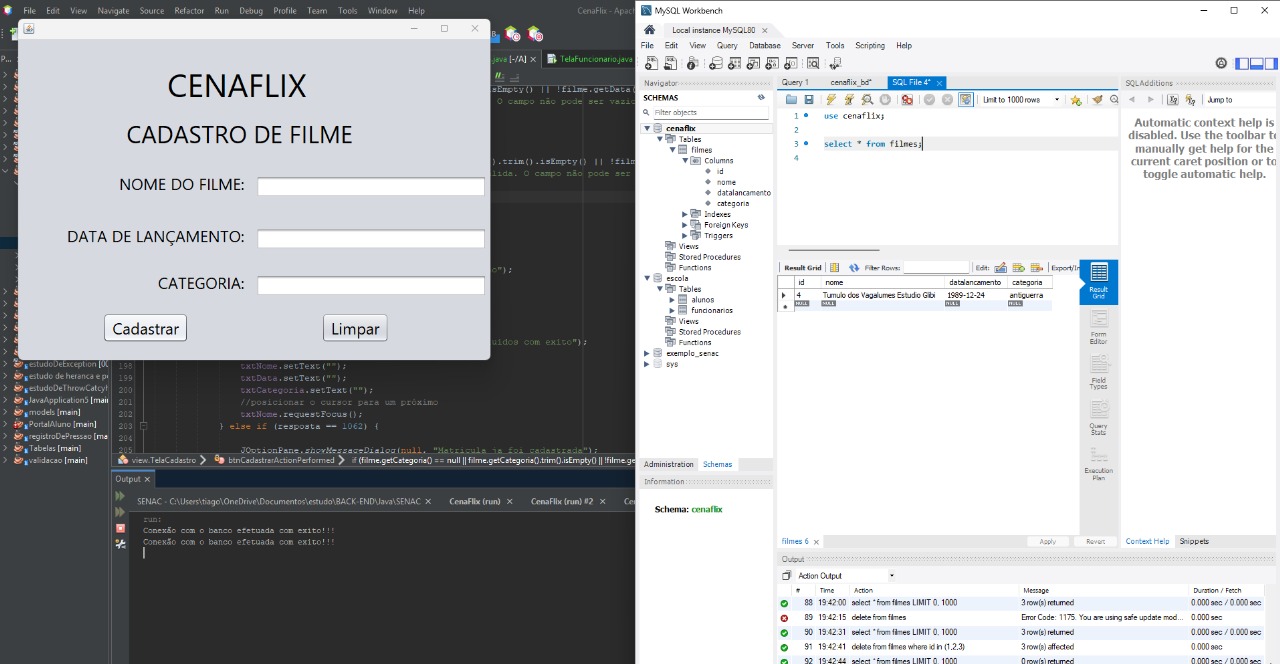 File Edit View Navigate Source Refactor Run Debug Profile Team Tools Window Help CenaFlix - Apac
CENAFLIX
CADASTRO DE FILME
NOME DO FILME:
DATA DE LANÇAMENTO:
CATEGORIA:
Cadastrar Limpar
.java [-/A] TelaFuncionario.java
sEmpty() || !filme.getData(
O campo não pode ser vazio
).trim().isEmpty() || !film
lida. O campo não pode ser
o");
uidos com exito");
estudoDeException [00
estudo de heranca e p
estudoDeThrowCatcy
JavaApplication5 [mai
models [main]
PortalAluno [main]
registroDePressao [ma
Tabelas [main]
validacao [main]
198 txtNome.setText("");
199 txtData.setText("");
200 txtCategoria.setText("");
201 //posicionar o cursor para um próximo
202 txtNome.requestFocus();
203 } else if (resposta == 1062) {
204
205 JOptionPane.showMessageDialog(null, "Matricula ja foi cadastrada");
view.TelaCadastro btnCadastrarActionPerformed if (filme.getCategoria() == null || filme.getCategoria().trim().isEmpty() || !filme.ge
Output
SENAC - C:\Users\tiago\OneDrive\Documentos\estudo\BACK-END\Java\SENAC CenaFlix (run) CenaFlix (run) #2 Ce
run:
Conexão com o banco efetuada com exito!!!
Conexão com o banco efetuada com exito!!!
MySQL Workbench
Local instance MySQL80
File Edit View Query Database Server Tools Scripting Help
Navigator
SCHEMAS
Filter objects
cenaflix
Tables
filmes
Columns
id
nome
datalancamento
categoria
Indexes
Foreign Keys
Triggers
Views
Stored Procedures
Functions
escola
Tables
alunos
funcionarios
Views
Stored Procedures
Functions
exemplo_senac
sys
Administration Schemas
Information
Schema: cenaflix
Query 1 cenaflix_bd* SQL File 4*
Limit to 1000 rows
1 use cenaflix;
2
3 select * from filmes;
4
Result Grid Filter Rows: Edit: Export/Im
id nome datalancamento categoria
4 Tumulo dos Vagalumes Estudio Glibi 1989-12-24 antiguerra
NULL NULL NULL NULL
Result Grid
Form Editor
Field Types
Query Stats
Execution Plan
filmes 6 Apply Revert
SQLAdditions
Jump to
Automatic context help is
disabled. Use the toolbar to
manually get help for the
current caret position or to
toggle automatic help.
Context Help Snippets
Output
Action Output
# Time Action Message Duration / Fetch
88 19:42:00 select * from filmes LIMIT 0, 1000 3 row(s) returned 0.000 sec / 0.000 sec
89 19:42:15 delete from filmes Error Code: 1175. You are using safe update mod... 0.000 sec
90 19:42:31 select * from filmes LIMIT 0, 1000 3 row(s) returned 0.000 sec / 0.000 sec
91 19:42:41 delete from filmes where id in (1,2,3) 3 row(s) affected 0.000 sec
92 19:42:44 select * from filmes LIMIT 0, 1000 0 row(s) returned 0.000 sec / 0.000 sec